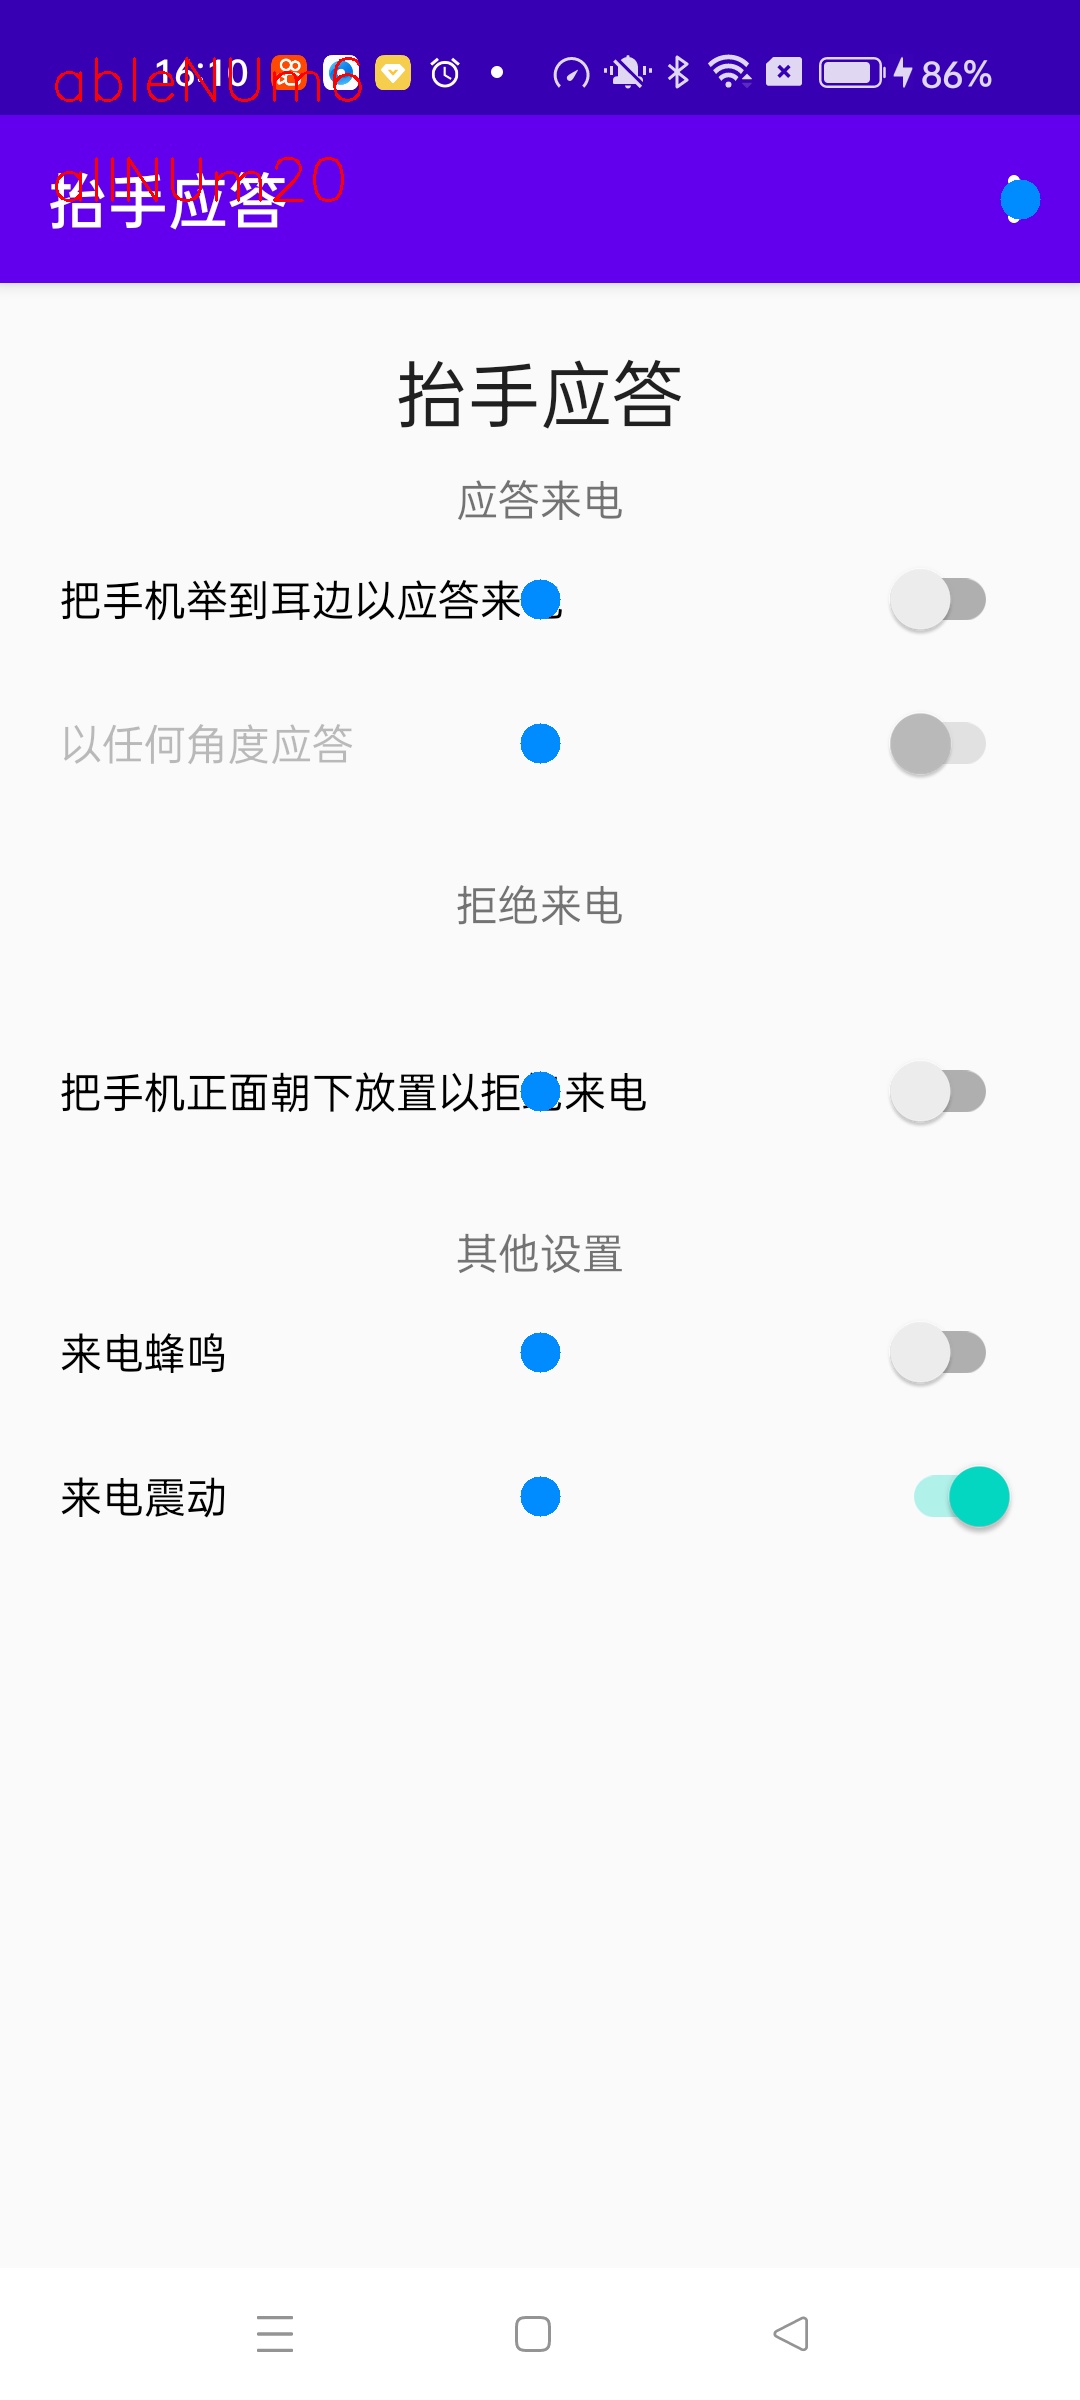 16:10
86%
ableNUm6
allNUm20
抬手应答
抬手应答
应答来电
把手机举到耳边以应答来电
以任何角度应答
拒绝来电
把手机正面朝下放置以拒绝来电
其他设置
来电蜂鸣
来电震动